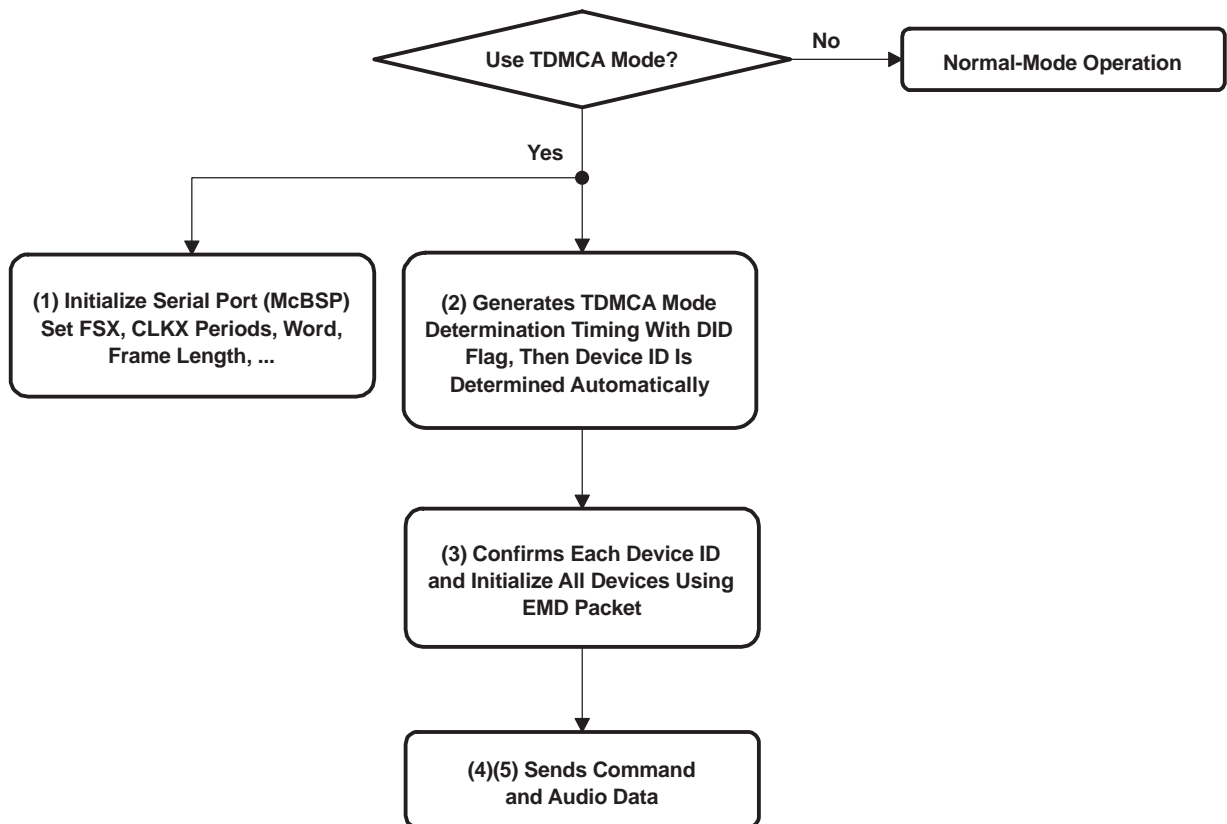 Use TDMCA Mode?
No
Normal-Mode Operation
Yes
(1) Initialize Serial Port (McBSP)
Set FSX, CLKX Periods, Word,
Frame Length, ...
(2) Generates TDMCA Mode
Determination Timing With DID
Flag, Then Device ID Is
Determined Automatically
(3) Confirms Each Device ID
and Initialize All Devices Using
EMD Packet
(4)(5) Sends Command
and Audio Data